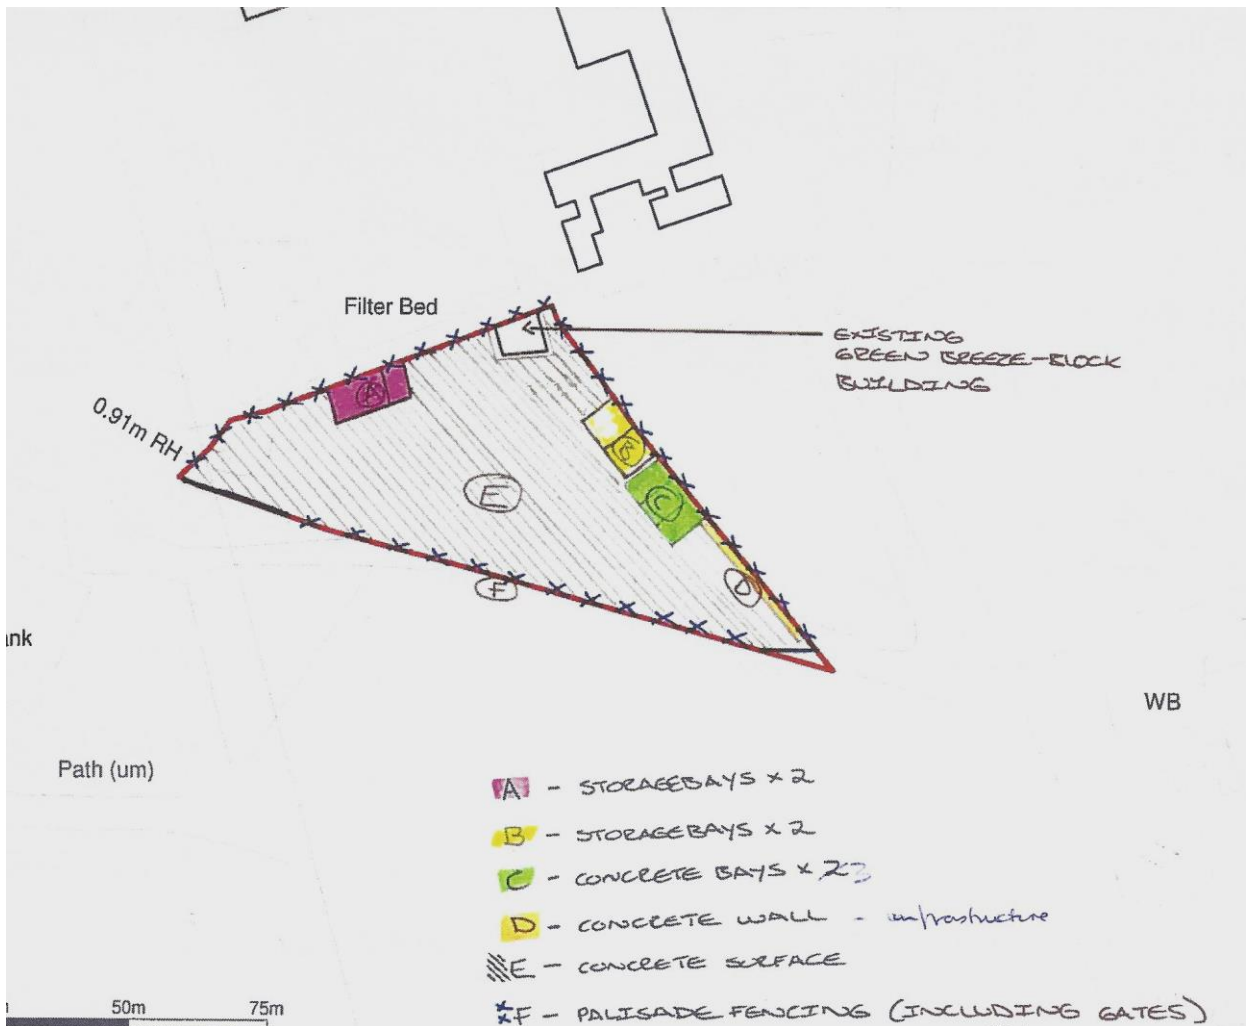 Filter Bed
EXISTING
GREEN BREEZE-BLOCK
BUILDING
0.91m RH
A
B
C
E
D
F
ank
WB
Path (um)
A - STORAGEBAYS x 2
B - STORAGEBAYS x 2
C - CONCRETE BAYS x 3
D - CONCRETE WALL - infrastructure
E - CONCRETE SURFACE
F - PALISADE FENCING (INCLUDING GATES)
50m 75m